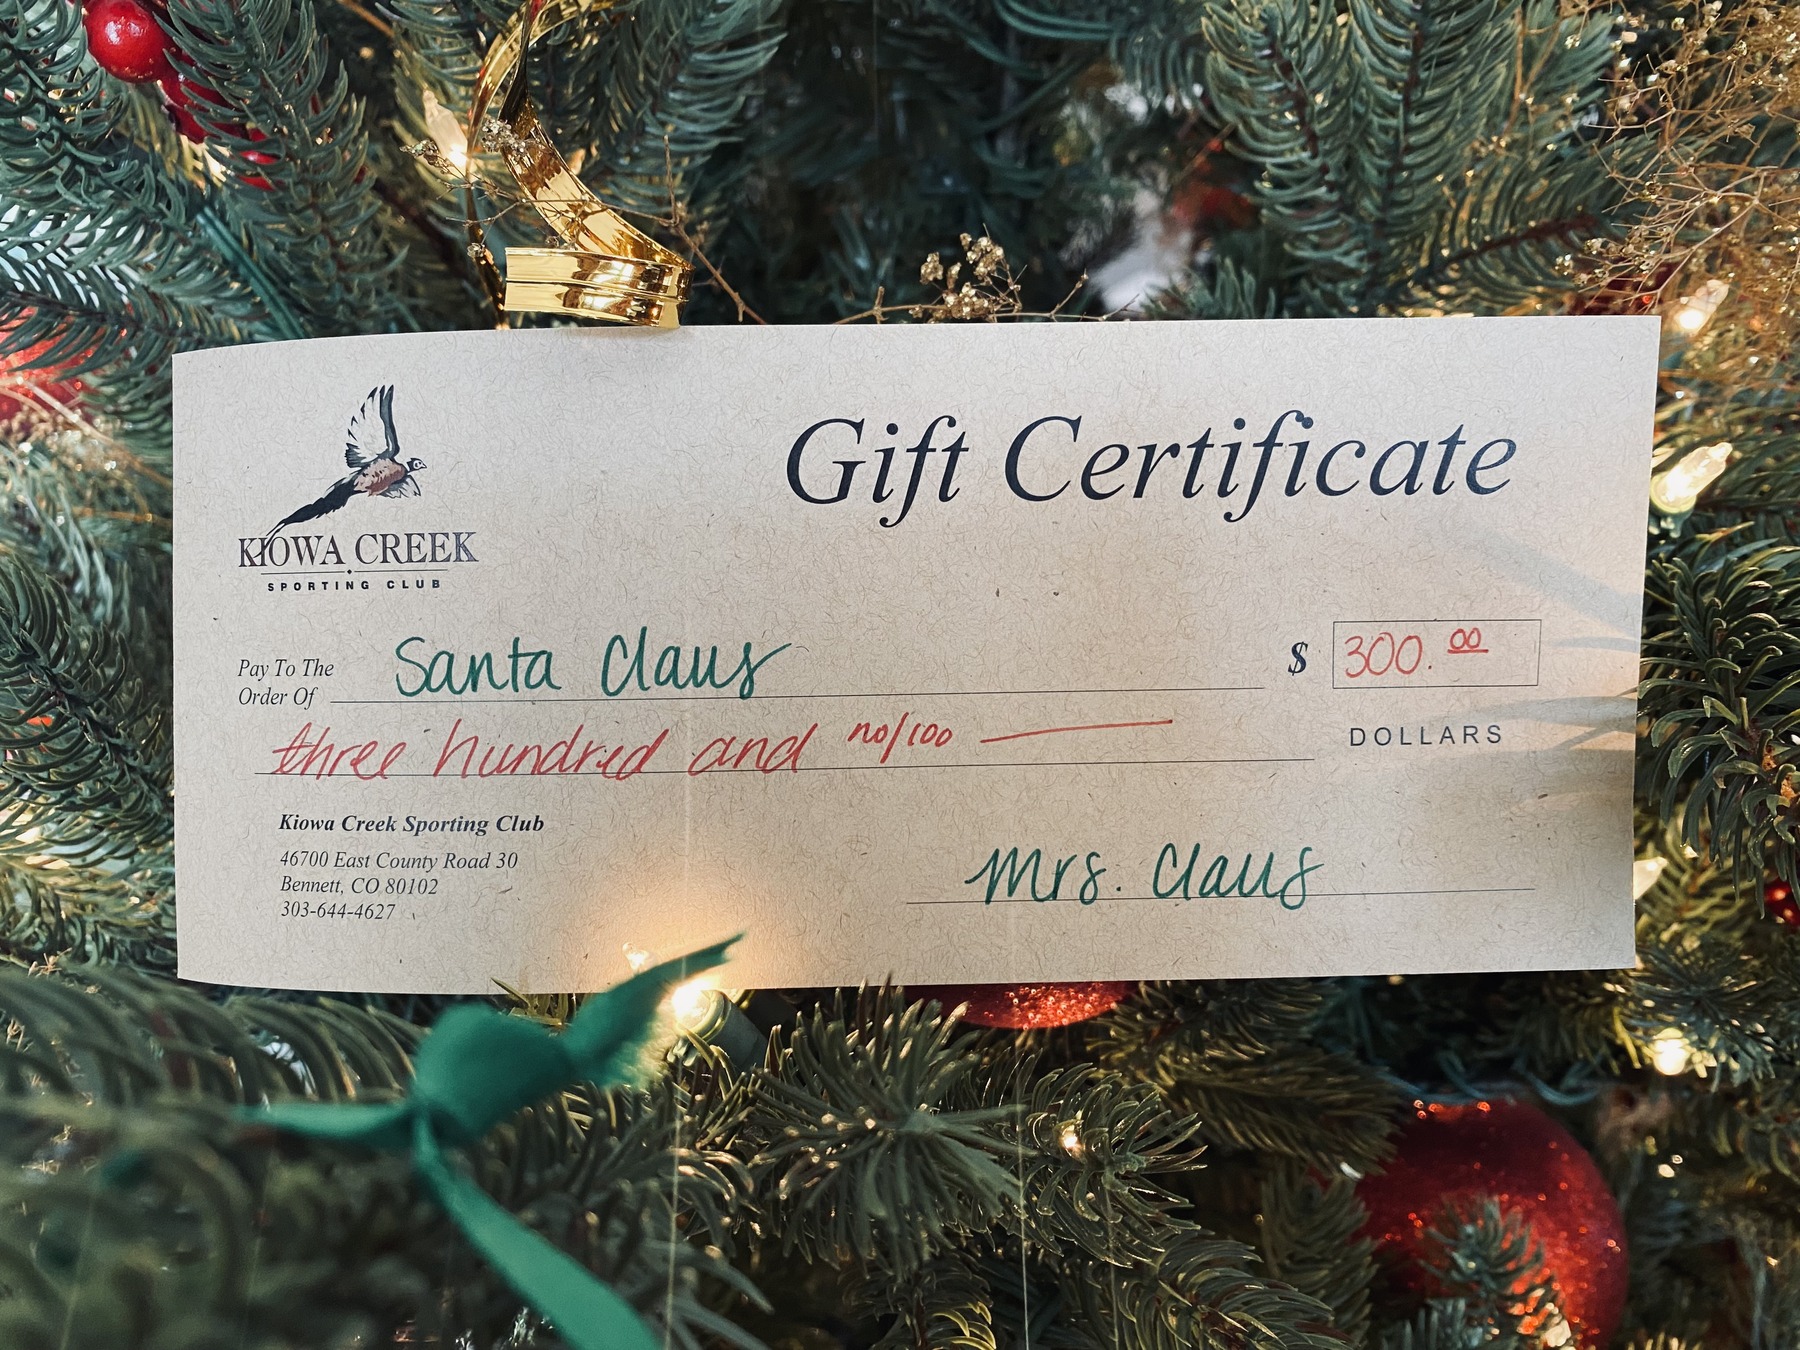 Gift Certificate
KIOWA CREEK
SPORTING CLUB
Pay To The
Order Of Santa Claus $ 300.00
three hundred and no/100 DOLLARS
Kiowa Creek Sporting Club
46700 East County Road 30
Bennett, CO 80102
303-644-4627
Mrs. Claus